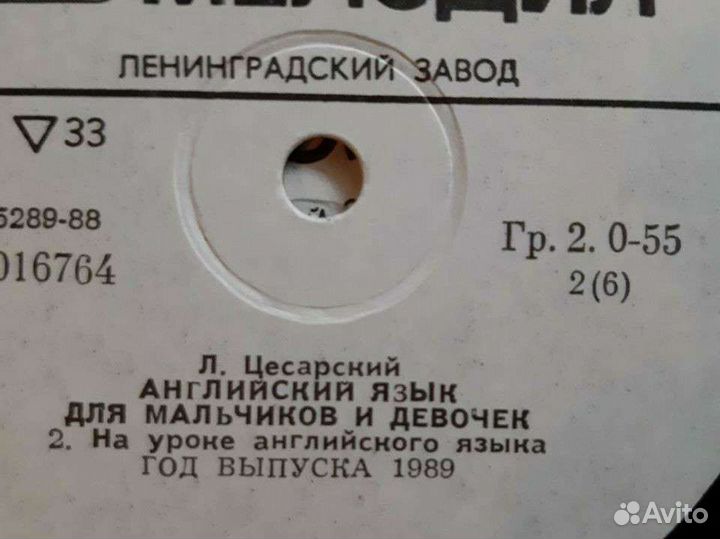 МЕЛОДИЯ
ЛЕНИНГРАДСКИЙ ЗАВОД
▽33
5289-88
016764
Гр. 2. 0-55
2(6)
Л. Цесарский
АНГЛИЙСКИЙ ЯЗЫК
ДЛЯ МАЛЬЧИКОВ И ДЕВОЧЕК
2. На уроке английского языка
ГОД ВЫПУСКА 1989
Avito